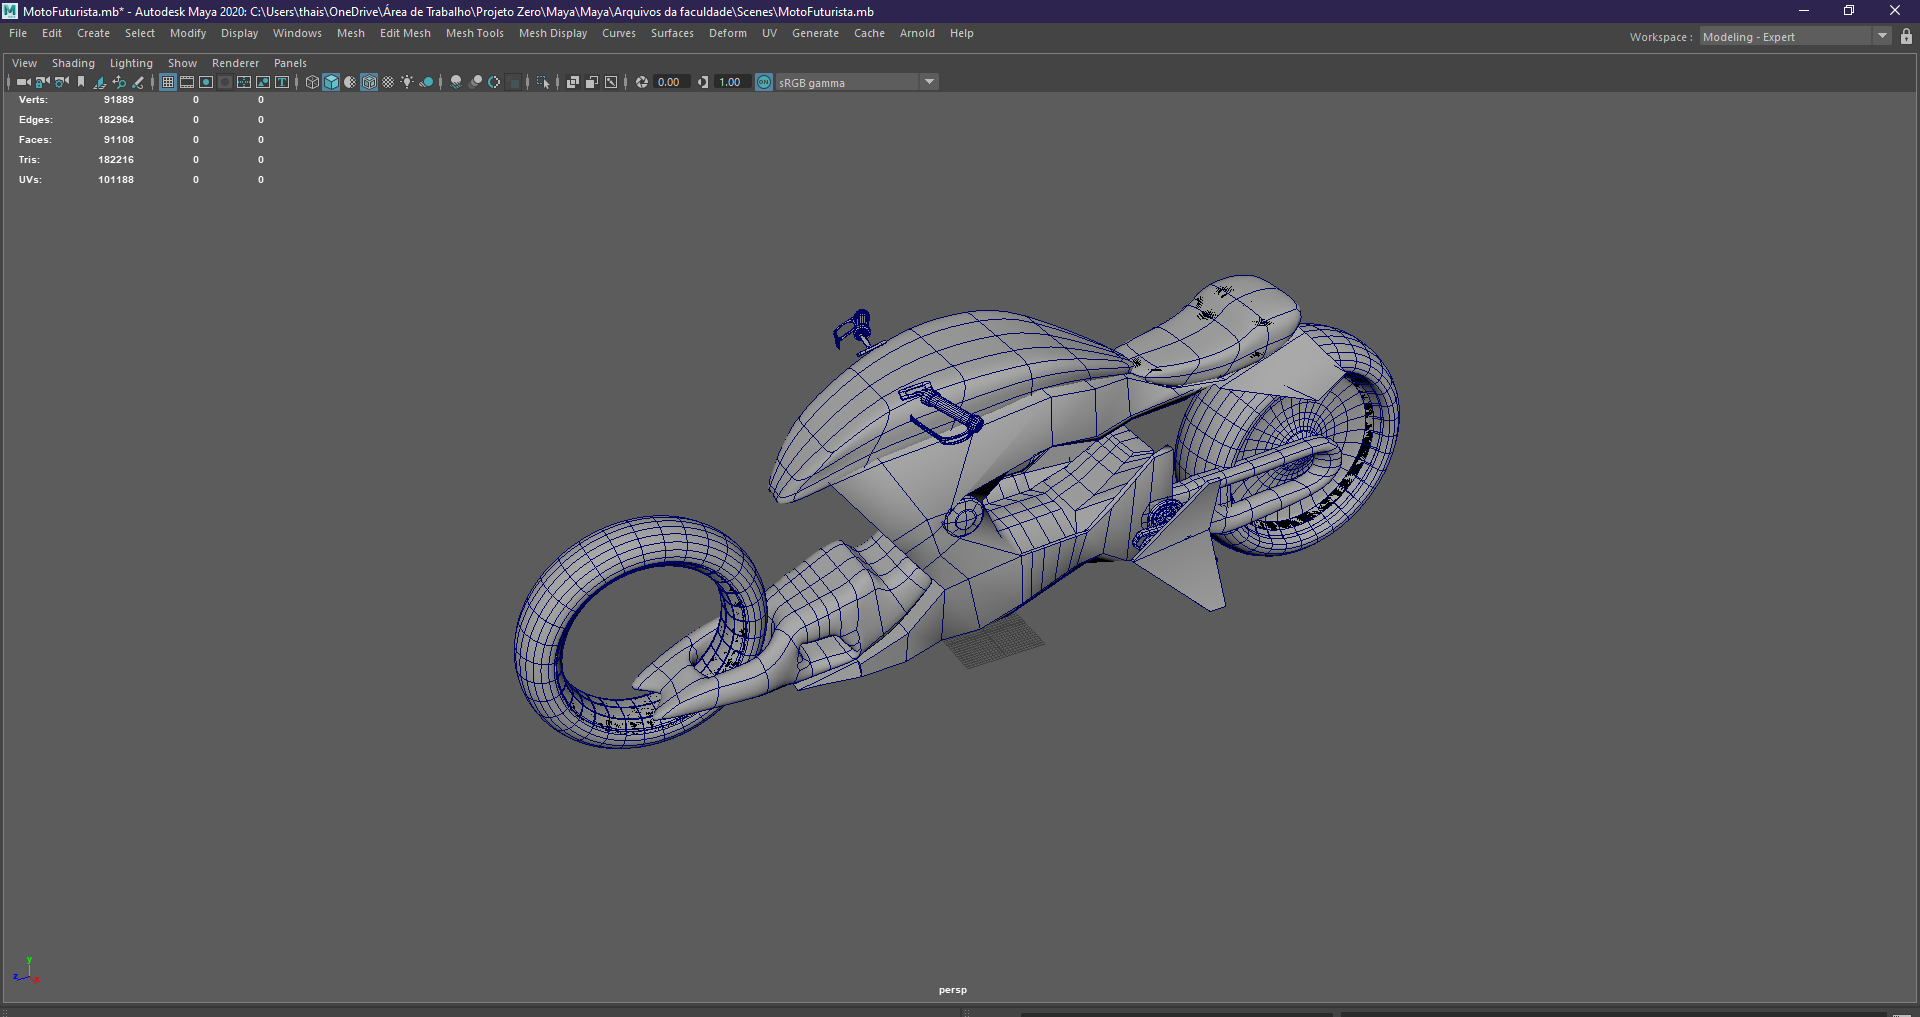 MotoFuturista.mb* - Autodesk Maya 2020: C:\Users\thais\OneDrive\Área de Trabalho\Projeto Zero\Maya\Maya\Arquivos da faculdade\Scenes\MotoFuturista.mb
File Edit Create Select Modify Display Windows Mesh Edit Mesh Mesh Tools Mesh Display Curves Surfaces Deform UV Generate Cache Arnold Help Workspace : Modeling - Expert
View Shading Lighting Show Renderer Panels
0.00 1.00 ON sRGB gamma
Verts: 91889 0 0
Edges: 182964 0 0
Faces: 91108 0 0
Tris: 182216 0 0
UVs: 101188 0 0
y
z x
persp